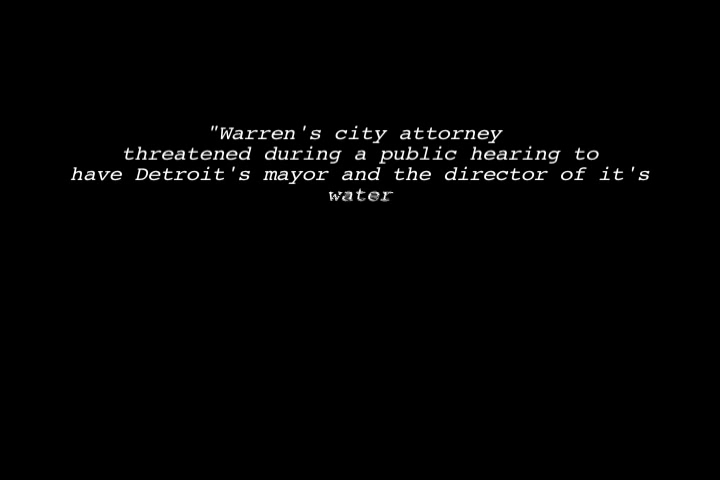 "Warren's city attorney
threatened during a public hearing to
have Detroit's mayor and the director of it's
water